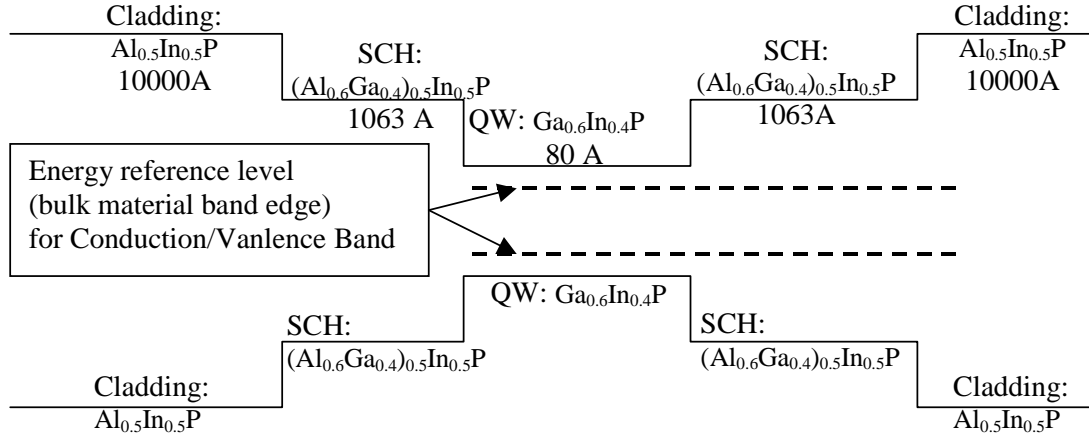 Cladding:
Al0.5In0.5P
10000A
SCH:
(Al0.6Ga0.4)0.5In0.5P
1063 A
QW: Ga0.6In0.4P
80 A
SCH:
(Al0.6Ga0.4)0.5In0.5P
1063A
Cladding:
Al0.5In0.5P
10000A
Energy reference level
(bulk material band edge)
for Conduction/Vanlence Band
QW: Ga0.6In0.4P
SCH:
(Al0.6Ga0.4)0.5In0.5P
SCH:
(Al0.6Ga0.4)0.5In0.5P
Cladding:
Al0.5In0.5P
Cladding:
Al0.5In0.5P